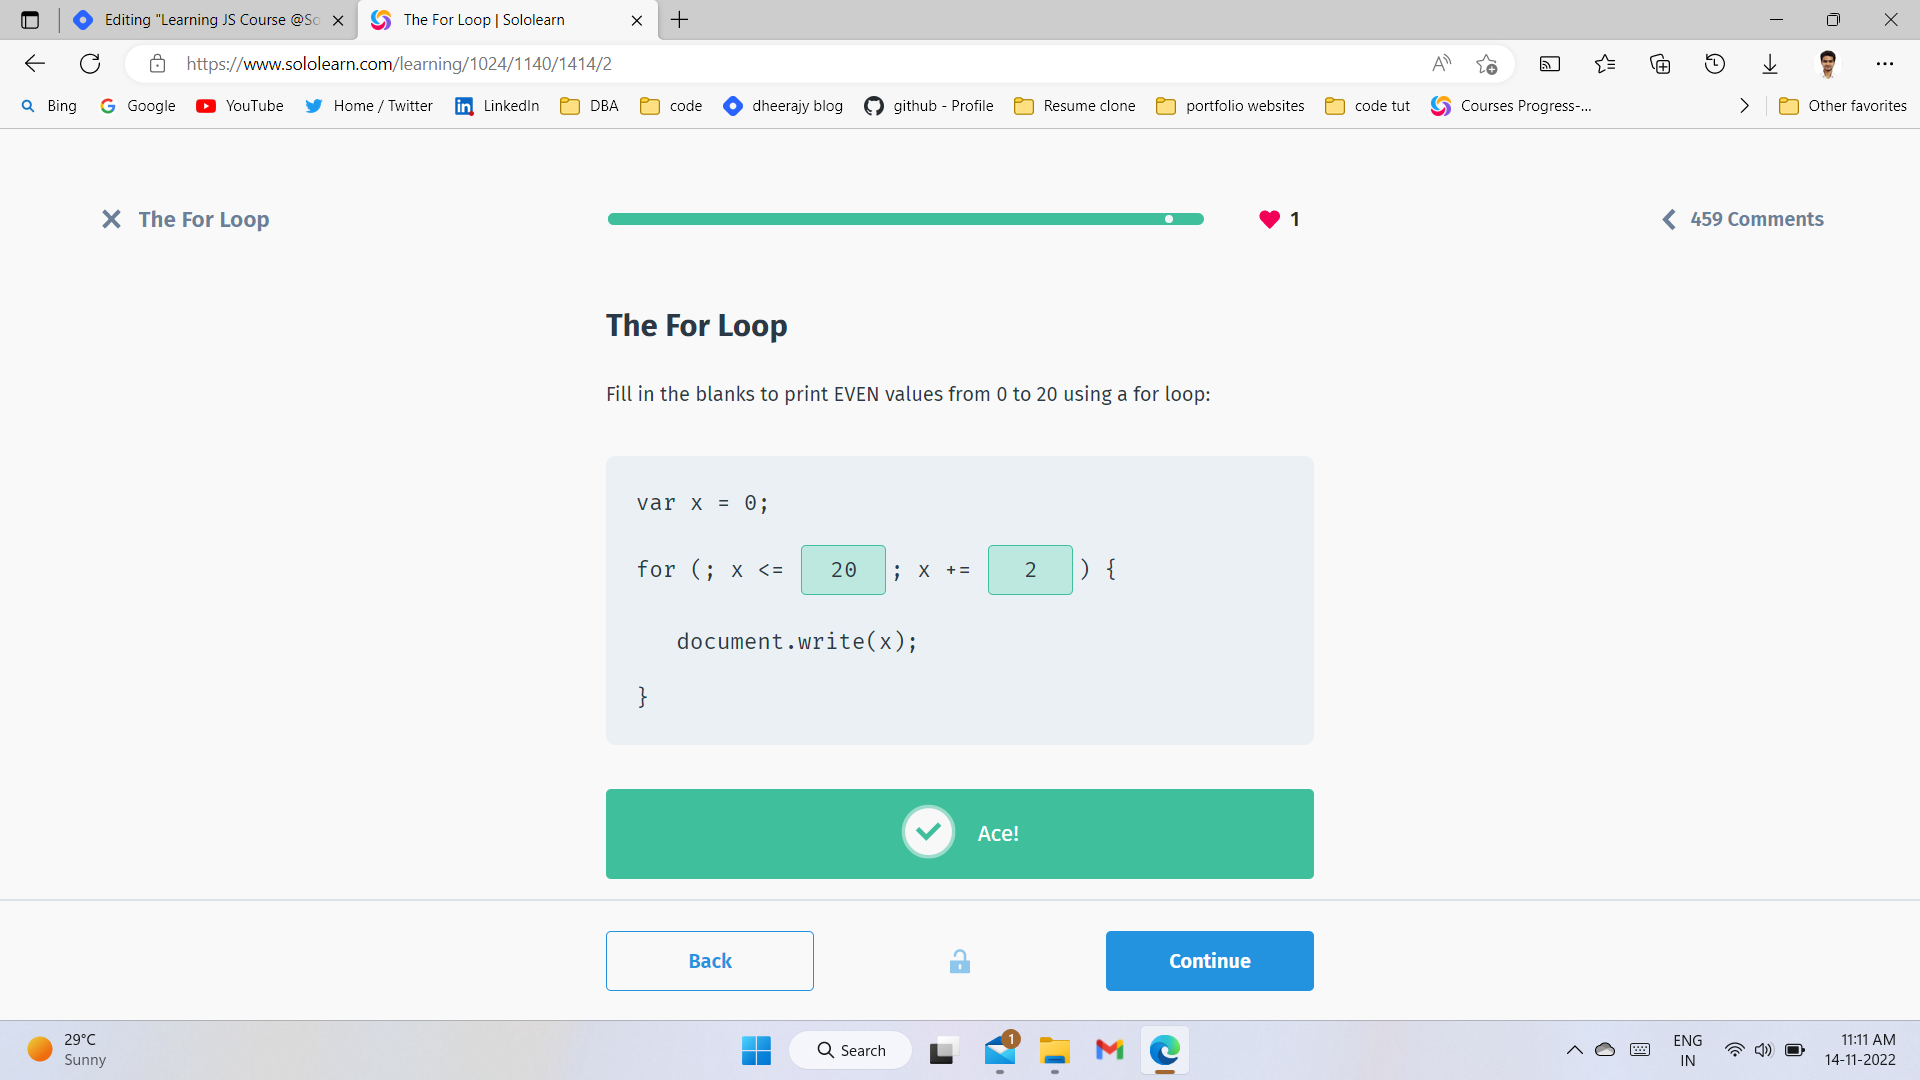 Editing "Learning JS Course @So
The For Loop | Sololearn
https://www.sololearn.com/learning/1024/1140/1414/2
Bing
Google
YouTube
Home / Twitter
LinkedIn
DBA
code
dheerajy blog
github - Profile
Resume clone
portfolio websites
code tut
Courses Progress-...
Other favorites
The For Loop
1
459 Comments
The For Loop
Fill in the blanks to print EVEN values from 0 to 20 using a for loop:
var x = 0;
for (; x <= 20 ; x += 2 ) {
document.write(x);
}
Ace!
Back
Continue
29°C
Sunny
Search
1
ENG
IN
11:11 AM
14-11-2022